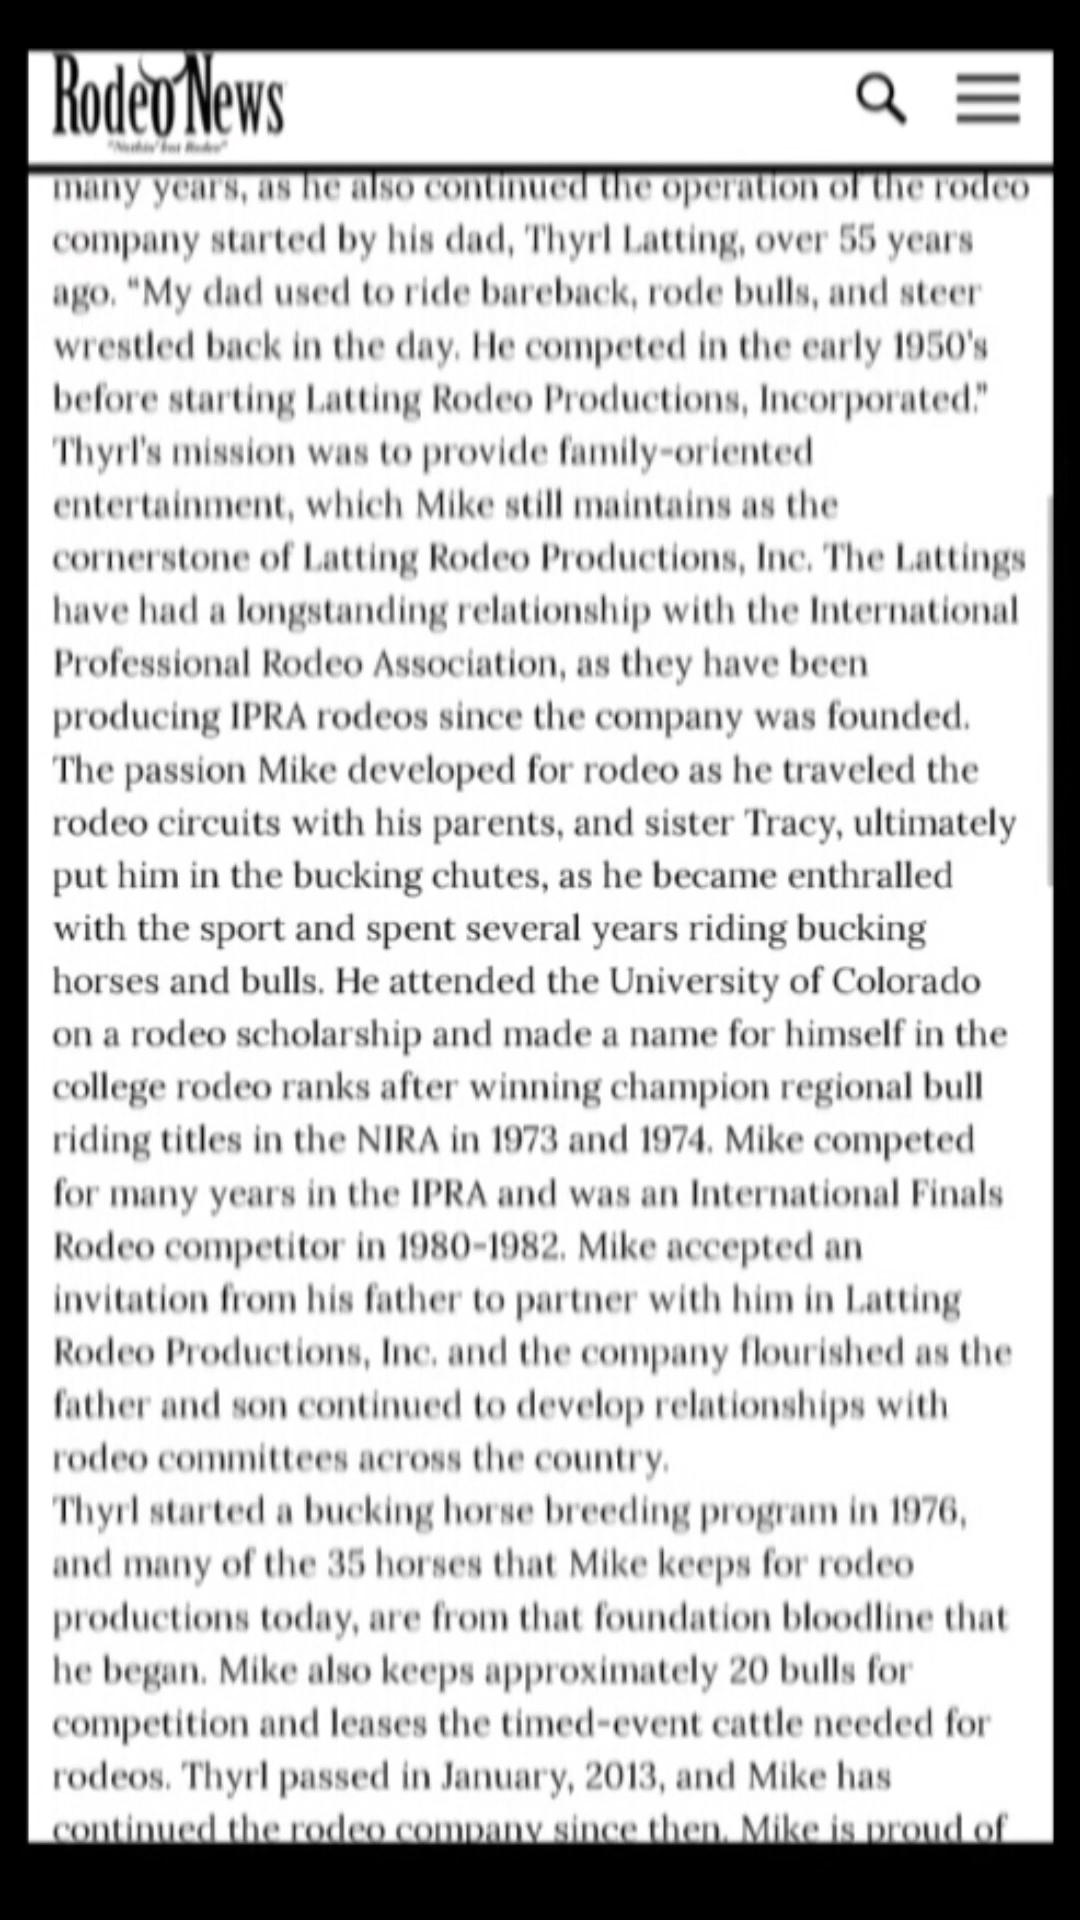 Rodeo News
"Nothin' but Rodeo"
many years, as he also continued the operation of the rodeo
company started by his dad, Thyrl Latting, over 55 years
ago. “My dad used to ride bareback, rode bulls, and steer
wrestled back in the day. He competed in the early 1950’s
before starting Latting Rodeo Productions, Incorporated.”
Thyrl’s mission was to provide family-oriented
entertainment, which Mike still maintains as the
cornerstone of Latting Rodeo Productions, Inc. The Lattings
have had a longstanding relationship with the International
Professional Rodeo Association, as they have been
producing IPRA rodeos since the company was founded.
The passion Mike developed for rodeo as he traveled the
rodeo circuits with his parents, and sister Tracy, ultimately
put him in the bucking chutes, as he became enthralled
with the sport and spent several years riding bucking
horses and bulls. He attended the University of Colorado
on a rodeo scholarship and made a name for himself in the
college rodeo ranks after winning champion regional bull
riding titles in the NIRA in 1973 and 1974. Mike competed
for many years in the IPRA and was an International Finals
Rodeo competitor in 1980-1982. Mike accepted an
invitation from his father to partner with him in Latting
Rodeo Productions, Inc. and the company flourished as the
father and son continued to develop relationships with
rodeo committees across the country.
Thyrl started a bucking horse breeding program in 1976,
and many of the 35 horses that Mike keeps for rodeo
productions today, are from that foundation bloodline that
he began. Mike also keeps approximately 20 bulls for
competition and leases the timed-event cattle needed for
rodeos. Thyrl passed in January, 2013, and Mike has
continued the rodeo company since then. Mike is proud of